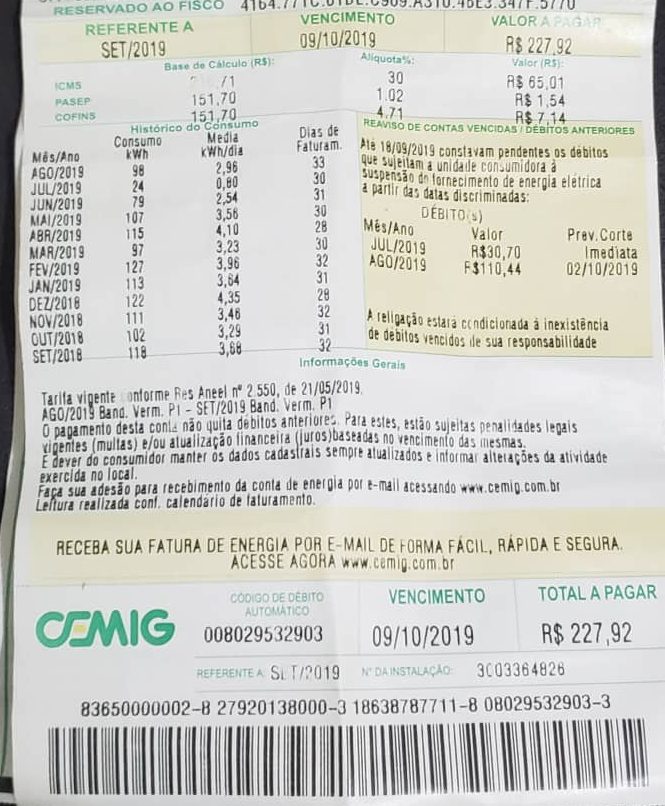 RESERVADO AO FISCO
REFERENTE A VENCIMENTO VALOR A PAGAR
SET/2019 09/10/2019 R$ 227,92
Base de Cálculo (R$): Alíquota%: Valor (R$):
ICMS 30 R$ 65,01
PASEP 151,70 1.02 R$ 1,54
COFINS 151,70 4.71 R$ 7,14
Histórico do Consumo
Mês/Ano Consumo kWh Media kWh/dia Dias de Faturam.
AGO/2019 98 2,96 33
JUL/2019 24 0,80 30
JUN/2019 79 2,54 31
MAI/2019 107 3,56 30
ABR/2019 115 4,10 28
MAR/2019 97 3,23 30
FEV/2019 127 3,96 32
JAN/2019 113 3,64 31
DEZ/2018 122 4,35 28
NOV/2018 111 3,46 32
OUT/2018 102 3,29 31
SET/2018 118 3,68 32
REAVISO DE CONTAS VENCIDAS / DÉBITOS ANTERIORES
Até 18/09/2019 constavam pendentes os débitos
que sujeitam a unidade consumidora à
suspensão do fornecimento de energia elétrica
a partir das datas discriminadas:
DÉBITO(s)
Mês/Ano Valor Prev.Corte
JUL/2019 R$30,70 Imediata
AGO/2019 R$110,44 02/10/2019
A religação estará condicionada à inexistência
de débitos vencidos de sua responsabilidade
Informações Gerais
Tarifa vigente conforme Res Aneel nº 2.550, de 21/05/2019.
AGO/2019 Band. Verm. P1 - SET/2019 Band. Verm. P1
O pagamento desta conta não quita débitos anteriores. Para estes, estão sujeitas penalidades legais
vigentes (multas) e/ou atualização financeira (juros)baseadas no vencimento das mesmas.
É dever do consumidor manter os dados cadastrais sempre atualizados e informar alterações da atividade
exercida no local.
Faça sua adesão para recebimento da conta de energia por e-mail acessando www.cemig.com.br
Leitura realizada conf. calendário de faturamento.
RECEBA SUA FATURA DE ENERGIA POR E-MAIL DE FORMA FÁCIL, RÁPIDA E SEGURA.
ACESSE AGORA www.cemig.com.br
CEMIG
CÓDIGO DE DÉBITO AUTOMÁTICO VENCIMENTO TOTAL A PAGAR
008029532903 09/10/2019 R$ 227,92
REFERENTE A: SET/2019 Nº DA INSTALAÇÃO: 3003364826
83650000002-8 27920138000-3 18638787711-8 08029532903-3